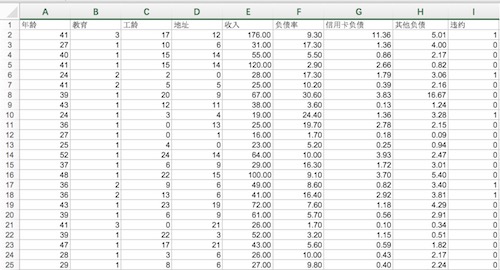 A B C D E F G H I
1 年龄 教育 工龄 地址 收入 负债率 信用卡负债 其他负债 违约
2 41 3 17 12 176.00 9.30 11.36 5.01 1
3 27 1 10 6 31.00 17.30 1.36 4.00 0
4 40 1 15 14 55.00 5.50 0.86 2.17 0
5 41 1 15 14 120.00 2.90 2.66 0.82 0
6 24 2 2 0 28.00 17.30 1.79 3.06 1
7 41 2 5 5 25.00 10.20 0.39 2.16 0
8 39 1 20 9 67.00 30.60 3.83 16.67 0
9 43 1 12 11 38.00 3.60 0.13 1.24 0
10 24 1 3 4 19.00 24.40 1.36 3.28 1
11 36 1 0 13 25.00 19.70 2.78 2.15 0
12 27 1 0 1 16.00 1.70 0.18 0.09 0
13 25 1 4 0 23.00 5.20 0.25 0.94 0
14 52 1 24 14 64.00 10.00 3.93 2.47 0
15 37 1 6 9 29.00 16.30 1.72 3.01 0
16 48 1 22 15 100.00 9.10 3.70 5.40 0
17 36 2 9 6 49.00 8.60 0.82 3.40 1
18 36 2 13 6 41.00 16.40 2.92 3.81 1
19 43 1 23 19 72.00 7.60 1.18 4.29 0
20 39 1 6 9 61.00 5.70 0.56 2.91 0
21 41 3 0 21 26.00 1.70 0.10 0.34 0
22 39 1 22 3 52.00 3.20 1.15 0.51 0
23 47 1 17 21 43.00 5.60 0.59 1.82 0
24 28 1 3 6 26.00 10.00 0.43 2.17 0
25 29 1 8 6 27.00 9.80 0.40 2.24 0